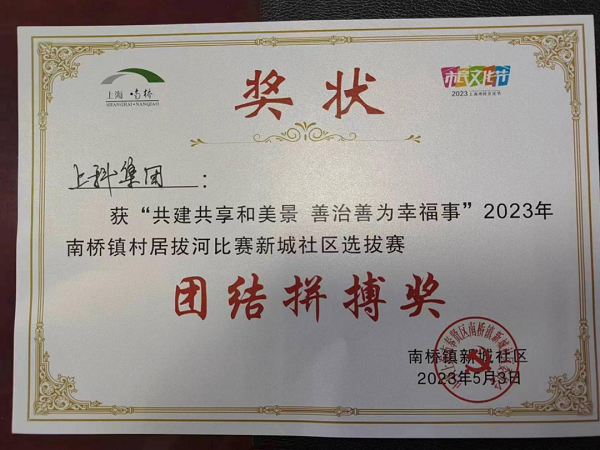 上海·南桥
SHANGHAI·NANQIAO
市民文化节
2023上海市民文化节
奖状
上科集团：
获“共建共享和美景 善治善为幸福事”2023年
南桥镇村居拔河比赛新城社区选拔赛
团结拼搏奖
南桥镇新城社区
2023年5月3日